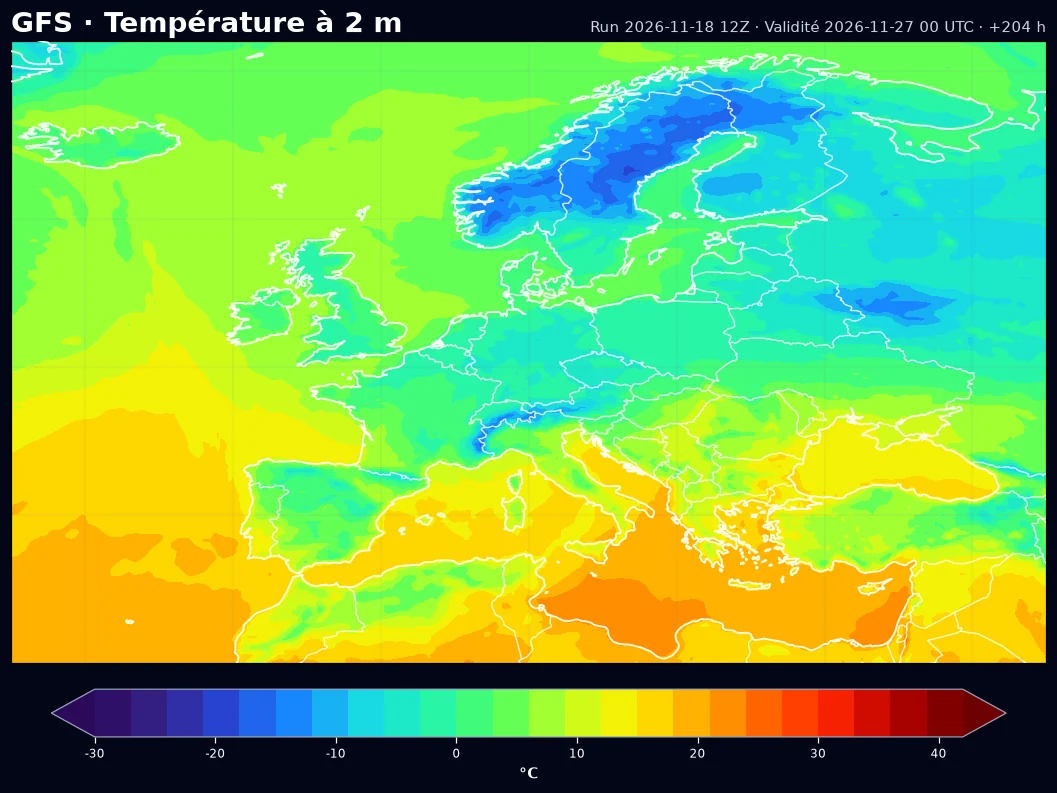 GFS · Température à 2 m
Run 2026-11-18 12Z · Validité 2026-11-27 00 UTC · +204 h
-30 -20 -10 0 10 20 30 40
°C